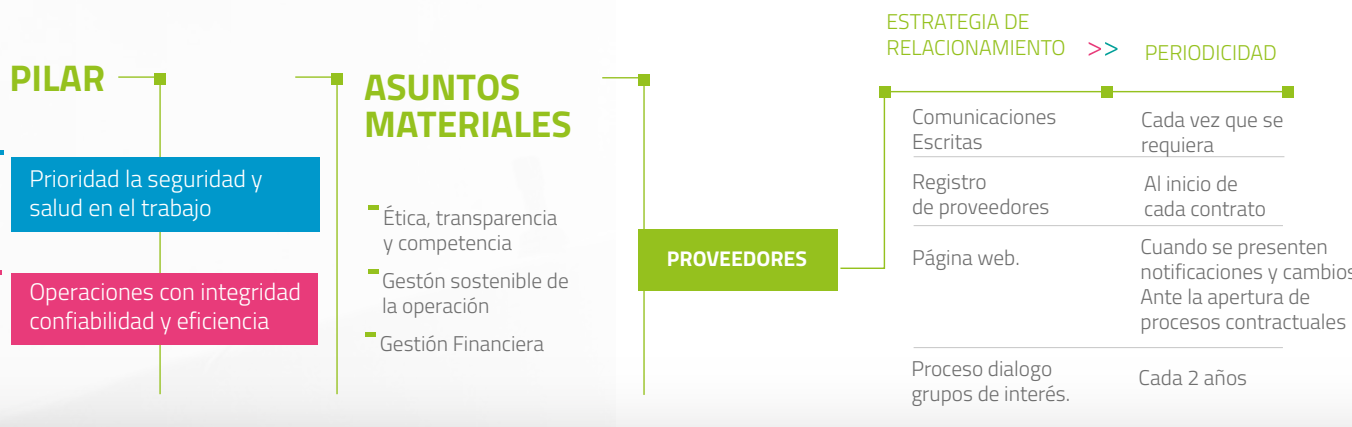 PILAR
Prioridad la seguridad y
salud en el trabajo
Operaciones con integridad
confiabilidad y eficiencia
ASUNTOS
MATERIALES
Ética, transparencia
y competencia
Gestón sostenible de
la operación
Gestión Financiera
PROVEEDORES
ESTRATEGIA DE
RELACIONAMIENTO >> PERIODICIDAD
Comunicaciones
Escritas
Cada vez que se
requiera
Registro
de proveedores
Al inicio de
cada contrato
Página web.
Cuando se presenten
notificaciones y cambios
Ante la apertura de
procesos contractuales
Proceso dialogo
grupos de interés.
Cada 2 años